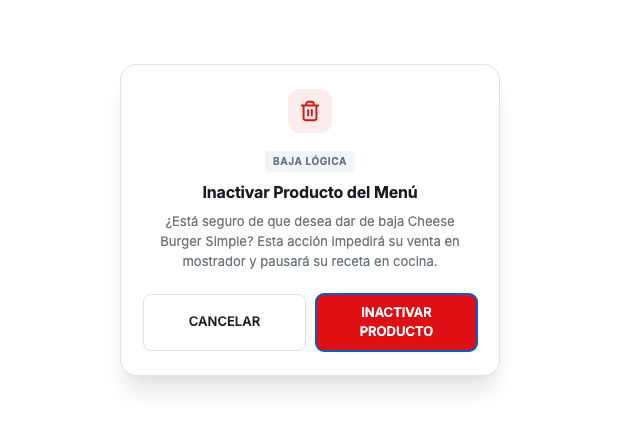 BAJA LÓGICA
Inactivar Producto del Menú
¿Está seguro de que desea dar de baja Cheese
Burger Simple? Esta acción impedirá su venta en
mostrador y pausará su receta en cocina.
CANCELAR
INACTIVAR
PRODUCTO